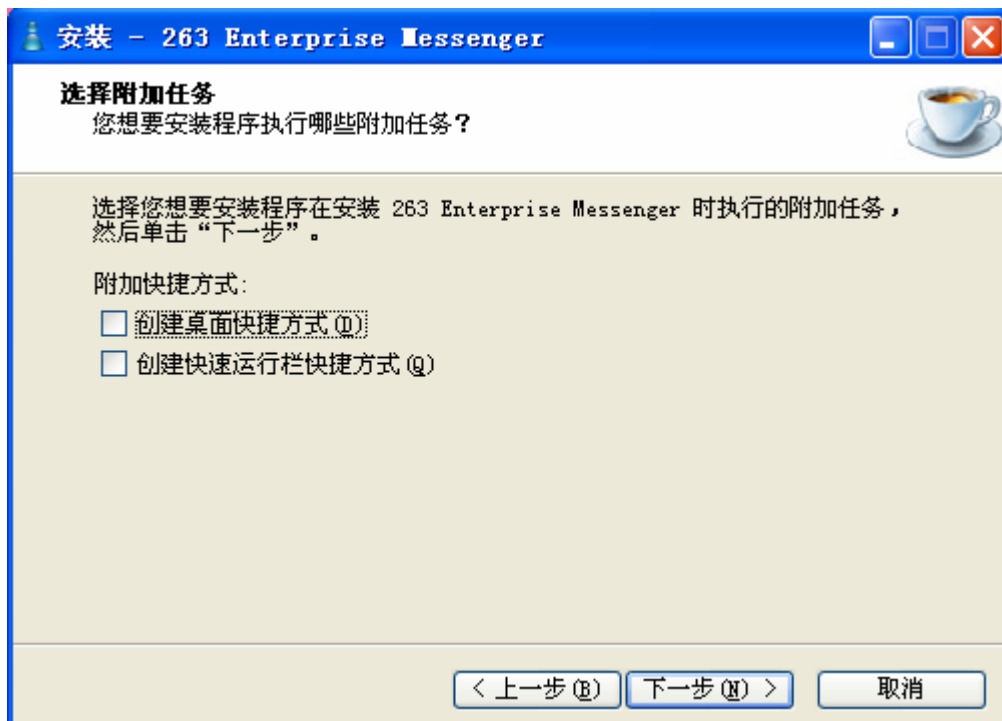 安装 - 263 Enterprise Messenger
选择附加任务
您想要安装程序执行哪些附加任务？
选择您想要安装程序在安装 263 Enterprise Messenger 时执行的附加任务，
然后单击“下一步”。
附加快捷方式:
创建桌面快捷方式(D)
创建快速运行栏快捷方式(Q)
< 上一步(B) 下一步(N) > 取消